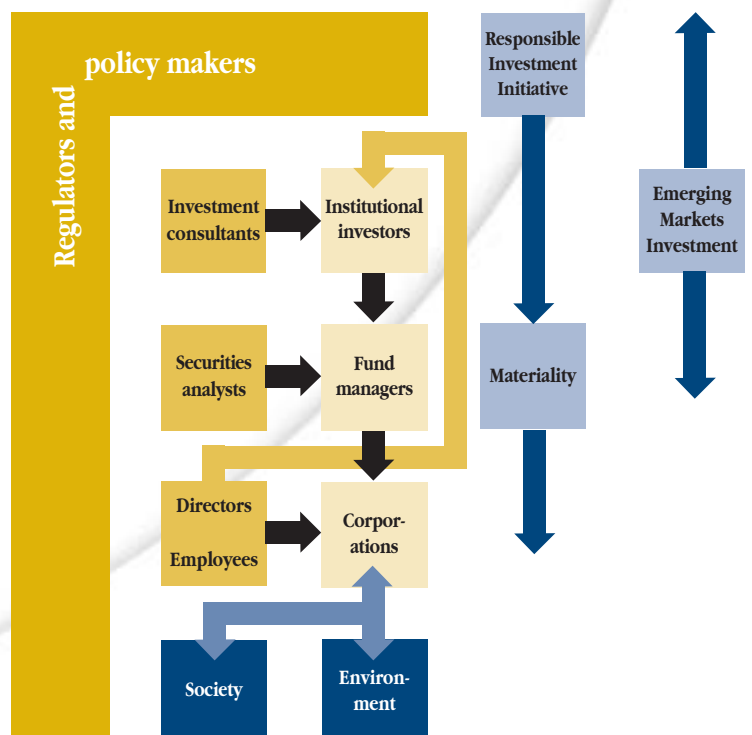 Regulators and
policy makers
Responsible
Investment
Initiative
Emerging
Markets
Investment
Investment
consultants
Institutional
investors
Securities
analysts
Fund
managers
Materiality
Directors
Employees
Corpor-
ations
Society
Environ-
ment